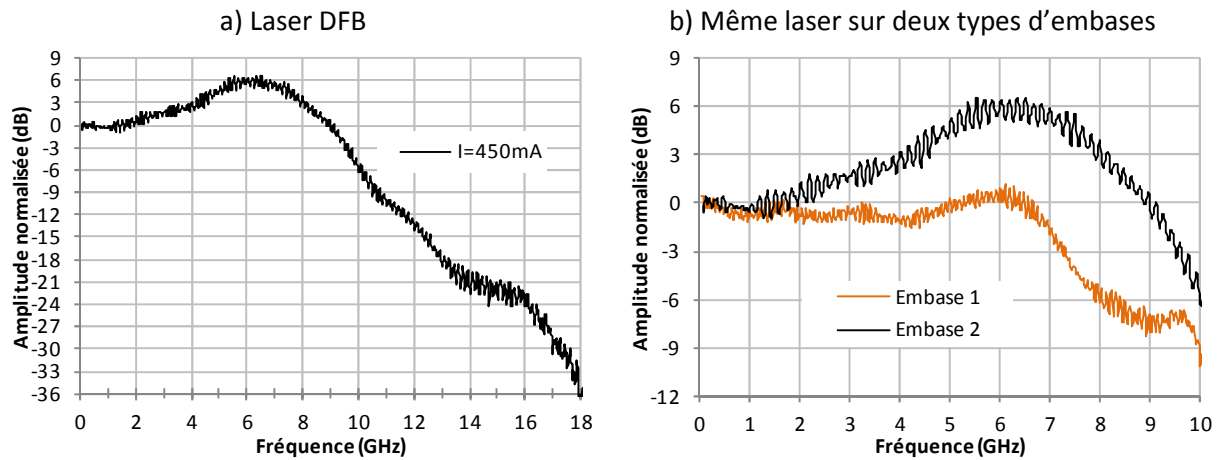 a) Laser DFB
Amplitude normalisée (dB)
9
6
3
0
-3
-6
-9
-12
-15
-18
-21
-24
-27
-30
-33
-36
I=450mA
0 2 4 6 8 10 12 14 16 18
Fréquence (GHz)
b) Même laser sur deux types d’embases
Amplitude normalisée (dB)
9
6
3
0
-3
-6
-9
-12
Embase 1
Embase 2
0 1 2 3 4 5 6 7 8 9 10
Fréquence (GHz)